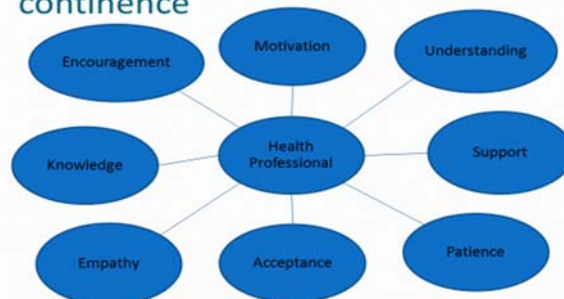 continence
Motivation
Understanding
Encouragement
Health
Professional
Knowledge
Support
Empathy
Acceptance
Patience